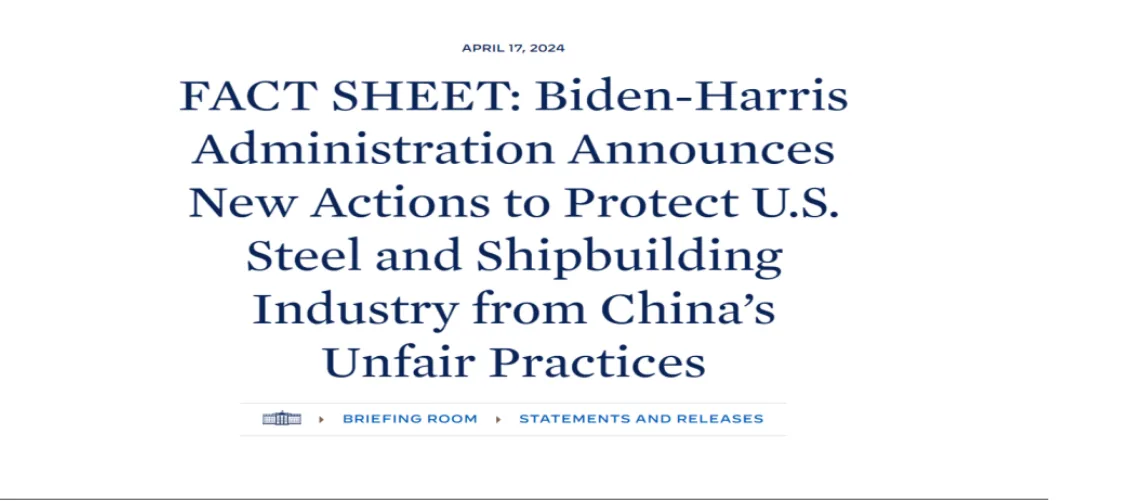 APRIL 17, 2024
FACT SHEET: Biden-Harris
Administration Announces
New Actions to Protect U.S.
Steel and Shipbuilding
Industry from China’s
Unfair Practices
BRIEFING ROOM STATEMENTS AND RELEASES